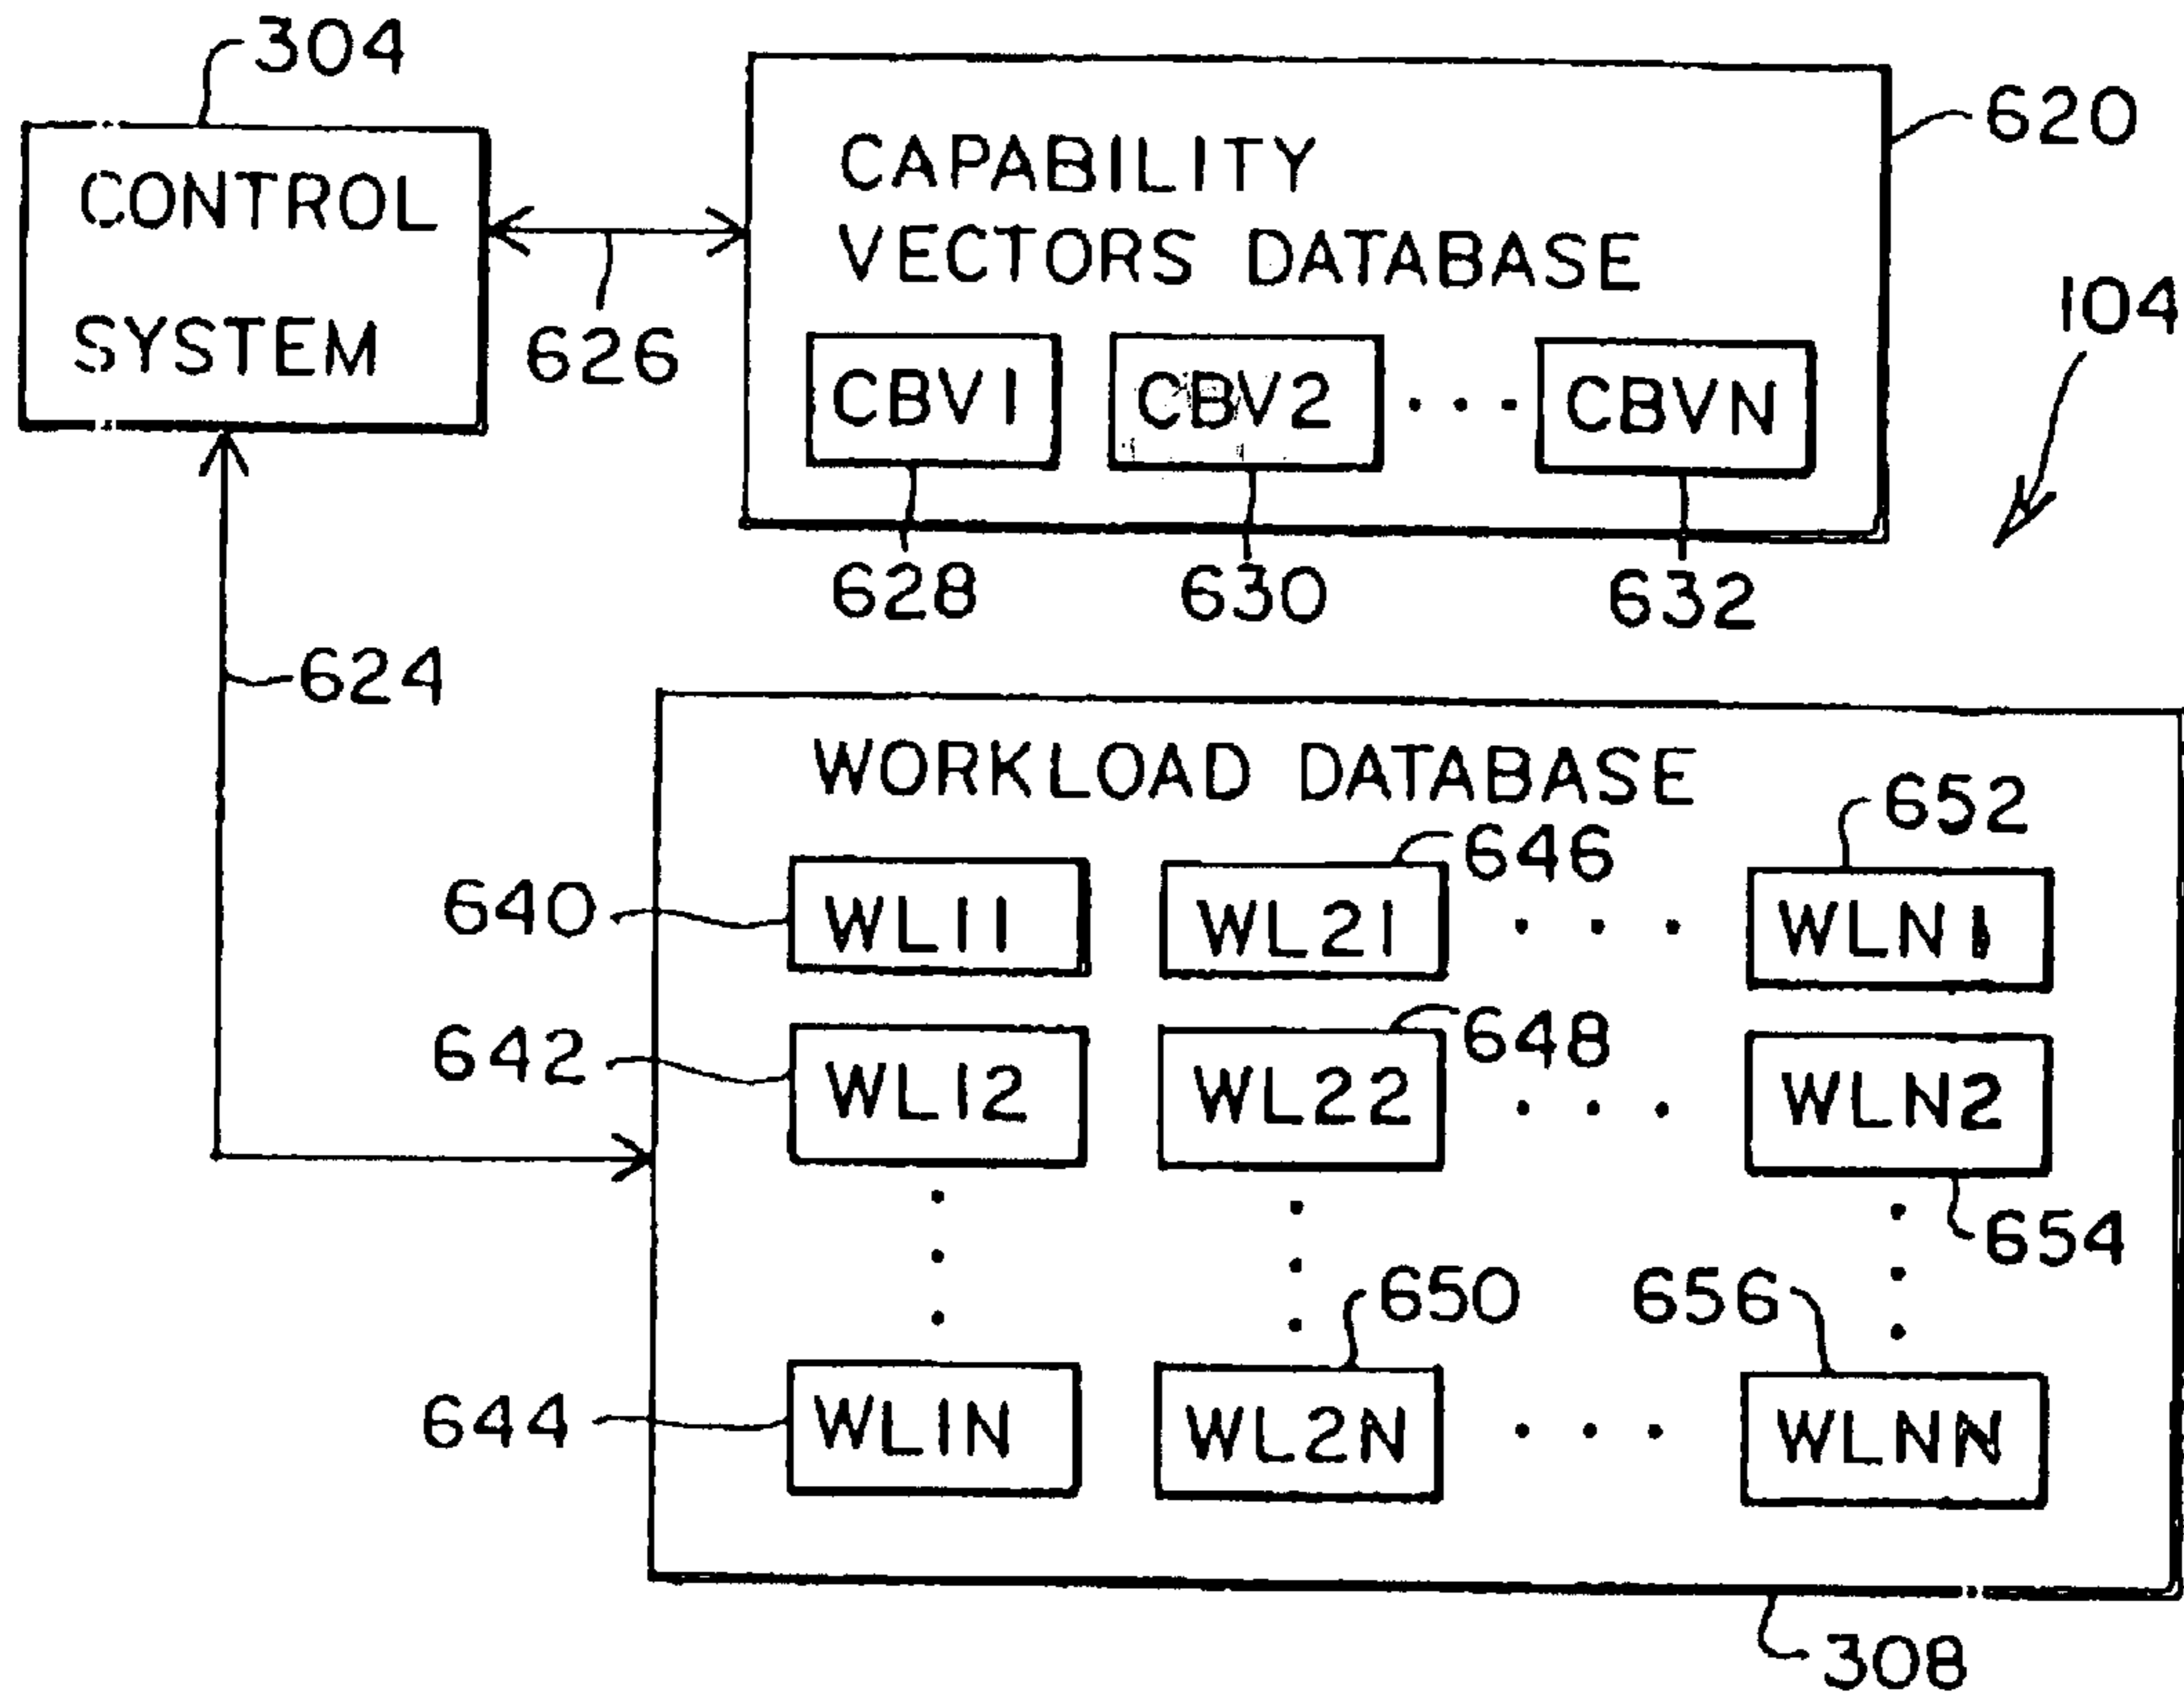 304
620
CONTROL
SYSTEM
CAPABILITY
VECTORS DATABASE
104
626
CBV1
CBV2
CBVN
628
630
632
624
WORKLOAD DATABASE
652
646
640
WL11
WL21
WLN1
642
648
WL12
WL22
WLN2
654
650
656
644
WL1N
WL2N
WLNN
308